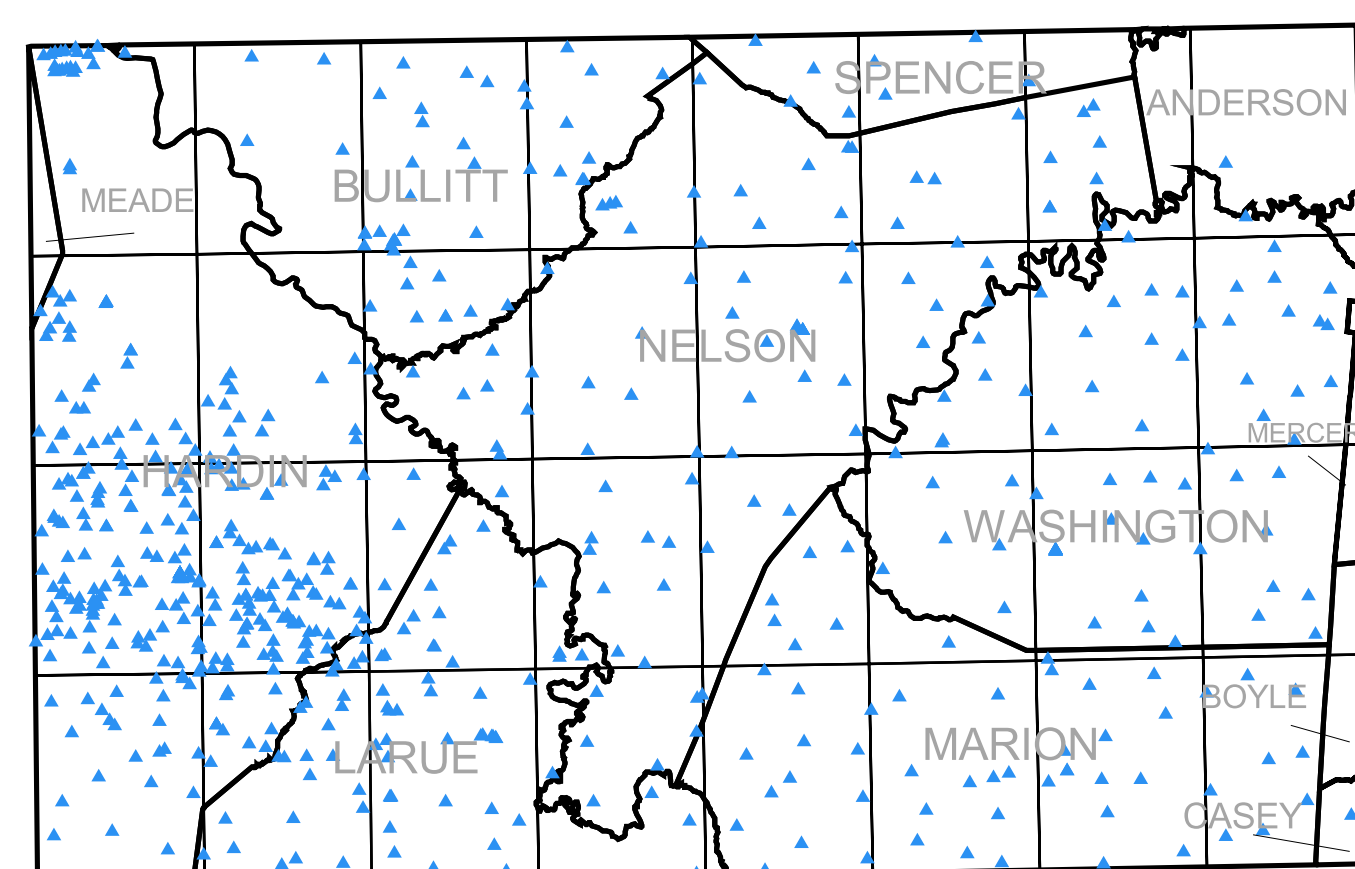 SPENCER
ANDERSON
BULLITT
MEADE
NELSON
MERCER
HARDIN
WASHINGTON
BOYLE
MARION
LARUE
CASEY